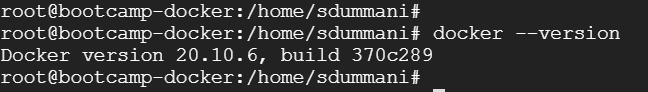 root@bootcamp-docker:/home/sdummani#
root@bootcamp-docker:/home/sdummani# docker --version
Docker version 20.10.6, build 370c289
root@bootcamp-docker:/home/sdummani#